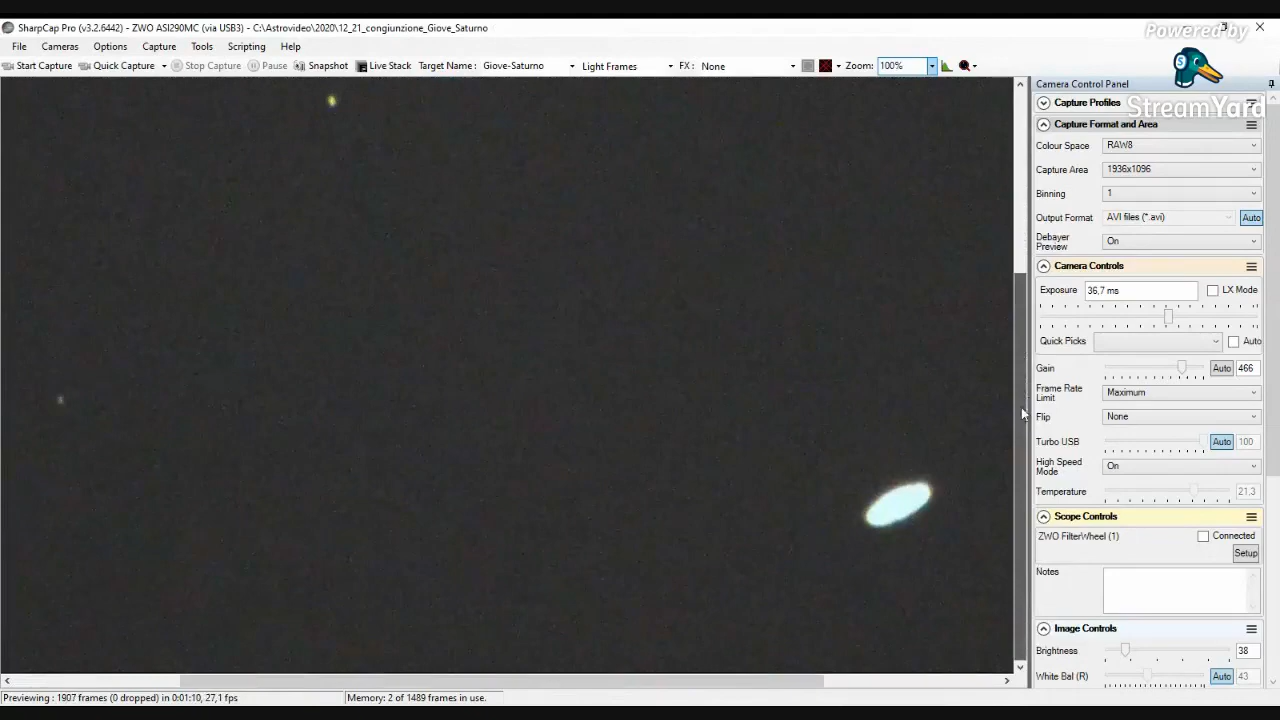 SharpCap Pro (v3.2.6442) - ZWO ASI290MC (via USB3) - C:\Astrovideo\2020\12_21_congiunzione_Giove_Saturno
Powered by
File Cameras Options Capture Tools Scripting Help
Start Capture Quick Capture Stop Capture Pause Snapshot Live Stack Target Name: Giove-Saturno Light Frames FX: None Zoom: 100%
S
StreamYard
Camera Control Panel
Capture Profiles
Capture Format and Area
Colour Space RAW8
Capture Area 1936x1096
Binning 1
Output Format AVI files (*.avi) Auto
Debayer Preview On
Camera Controls
Exposure 36,7 ms LX Mode
Quick Picks Auto
Gain Auto 466
Frame Rate Limit Maximum
Flip None
Turbo USB Auto 100
High Speed Mode On
Temperature 21,3
Scope Controls
ZWO FilterWheel (1) Connected
Setup
Notes
Image Controls
Brightness 38
White Bal (R) Auto 43
Previewing : 1907 frames (0 dropped) in 0:01:10, 27,1 fps Memory: 2 of 1489 frames in use.